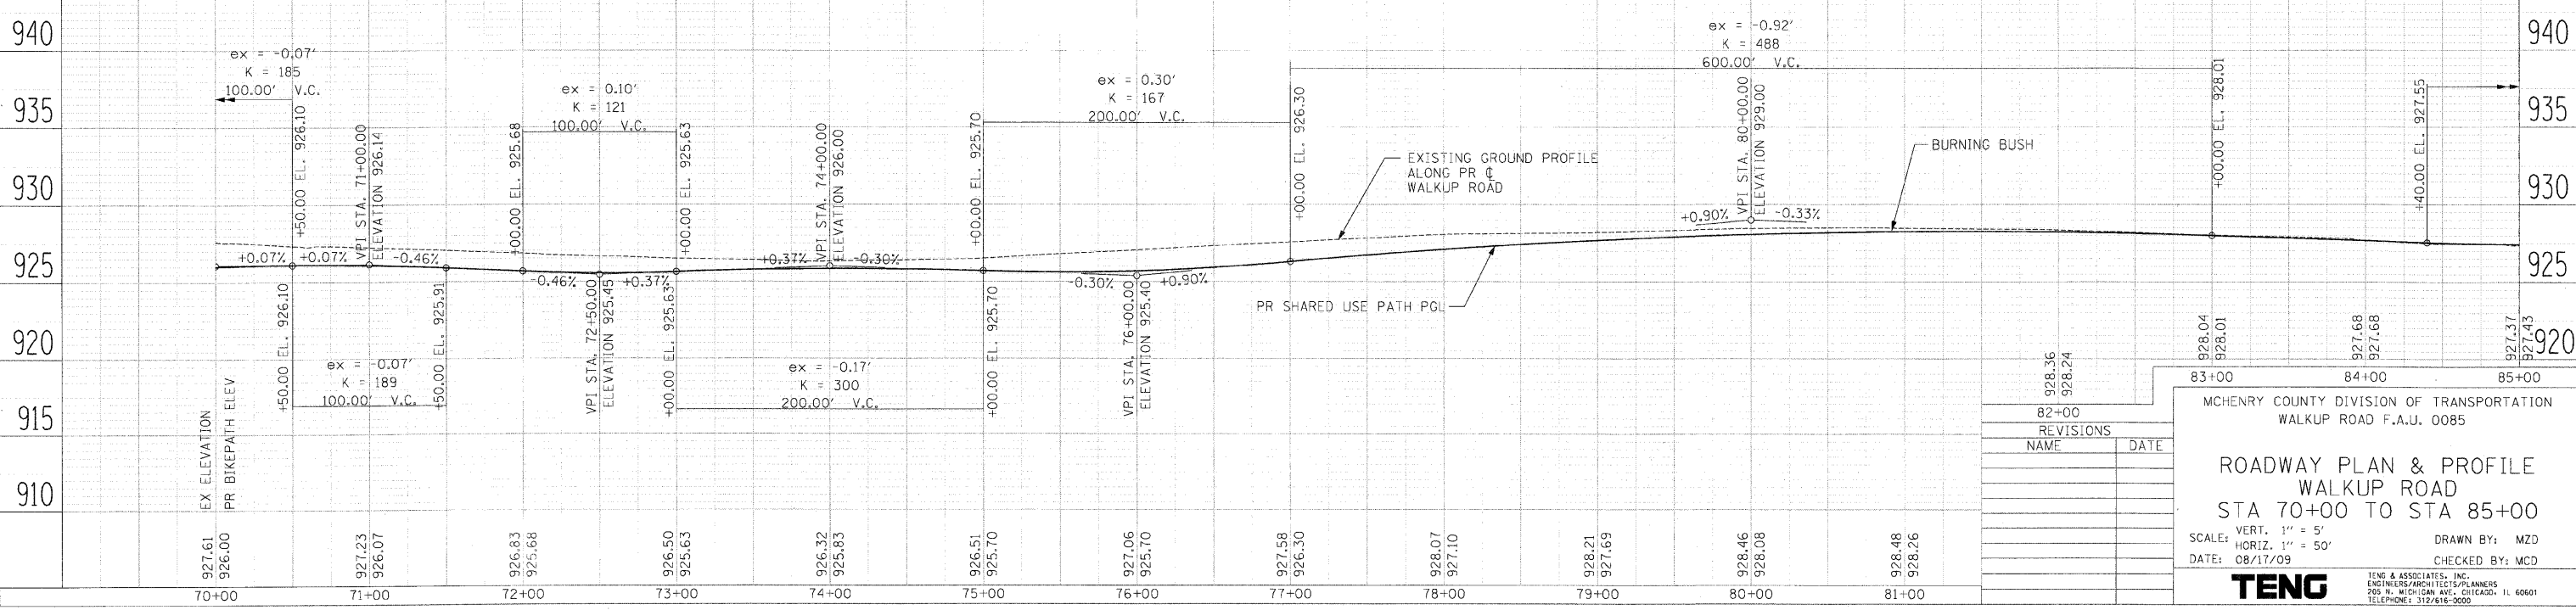 940
935
930
925
920
915
910
940
935
930
925
920
ex = -0.07'
K = 185
100.00' V.C.
+50.00 EL. 926.10
VPI STA. 71+00.00
ELEVATION 926.14
+0.07%
+0.07%
-0.46%
+50.00 EL. 926.10
+50.00 EL. 925.91
ex = -0.07'
K = 189
100.00' V.C.
ex = 0.10'
K = 121
100.00' V.C.
+00.00 EL. 925.68
+00.00 EL. 925.63
-0.46%
+0.37%
VPI STA. 72+50.00
ELEVATION 925.45
+0.37%
-0.30%
VPI STA. 74+00.00
ELEVATION 926.00
+00.00 EL. 925.63
+00.00 EL. 925.70
ex = -0.17'
K = 300
200.00' V.C.
ex = 0.30'
K = 167
200.00' V.C.
+00.00 EL. 925.70
+00.00 EL. 926.30
-0.30%
+0.90%
VPI STA. 76+00.00
ELEVATION 925.40
EXISTING GROUND PROFILE
ALONG PR ℄
WALKUP ROAD
PR SHARED USE PATH PGL
ex = -0.92'
K = 488
600.00' V.C.
+0.90%
-0.33%
VPI STA. 80+00.00
ELEVATION 929.00
BURNING BUSH
+00.00 EL. 928.01
+40.00 EL. 927.55
EX ELEVATION
PR BIKEPATH ELEV
927.61
926.00
927.23
926.07
926.83
925.68
926.50
925.63
926.32
925.83
926.51
925.70
927.06
925.70
927.58
926.30
928.07
927.10
928.21
927.69
928.46
928.08
928.48
928.26
928.36
928.24
928.04
928.01
927.68
927.68
927.37
927.43
70+00
71+00
72+00
73+00
74+00
75+00
76+00
77+00
78+00
79+00
80+00
81+00
82+00
83+00
84+00
85+00
REVISIONS
NAME DATE
MCHENRY COUNTY DIVISION OF TRANSPORTATION
WALKUP ROAD F.A.U. 0085
ROADWAY PLAN & PROFILE
WALKUP ROAD
STA 70+00 TO STA 85+00
SCALE: VERT. 1" = 5'
HORIZ. 1" = 50'
DATE: 08/17/09
DRAWN BY: MZD
CHECKED BY: MCD
TENG
TENG & ASSOCIATES, INC.
ENGINEERS/ARCHITECTS/PLANNERS
205 N. MICHIGAN AVE. CHICAGO, IL 60601
TELEPHONE: 312/616-0000